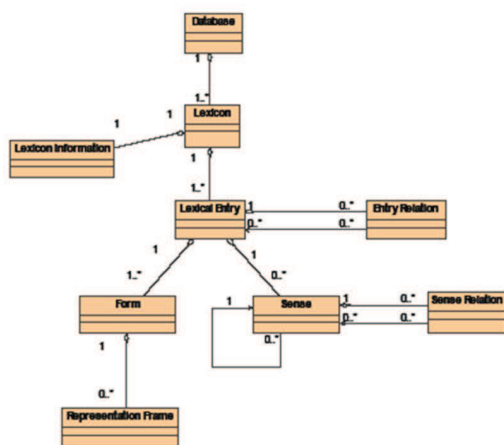 Database
1
1..*
1
Lexicon
1
Lexicon Information
1
1..*
Lexical Entry
1
0..*
Entry Relation
0..*
0..*
1
1
1..*
0..*
Form
1
Sense
1
0..*
Sense Relation
0..*
0..*
1
0..*
0..*
Representation Frame